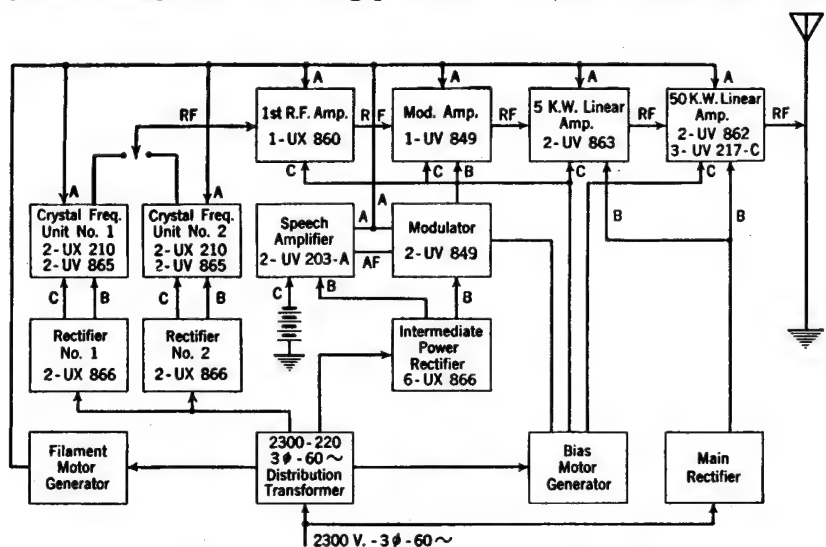 A
A
A
A
A
A
RF
1st R.F. Amp.
1-UX 860
RF
Mod. Amp.
1-UV 849
RF
5 K.W. Linear
Amp.
2-UV 863
RF
50 K.W. Linear
Amp.
2-UV 862
3-UV 217-C
RF
C
C
B
C
C
Crystal Freq.
Unit No. 1
2-UX 210
2-UV 865
Crystal Freq.
Unit No. 2
2-UX 210
2-UV 865
Speech
Amplifier
2-UV 203-A
A
A
AF
Modulator
2-UV 849
B
B
C
B
C
B
C
B
B
Rectifier
No. 1
2-UX 866
Rectifier
No. 2
2-UX 866
Intermediate
Power
Rectifier
6-UX 866
Filament
Motor
Generator
2300-220
3ϕ-60~
Distribution
Transformer
Bias
Motor
Generator
Main
Rectifier
2300 V.-3ϕ-60~